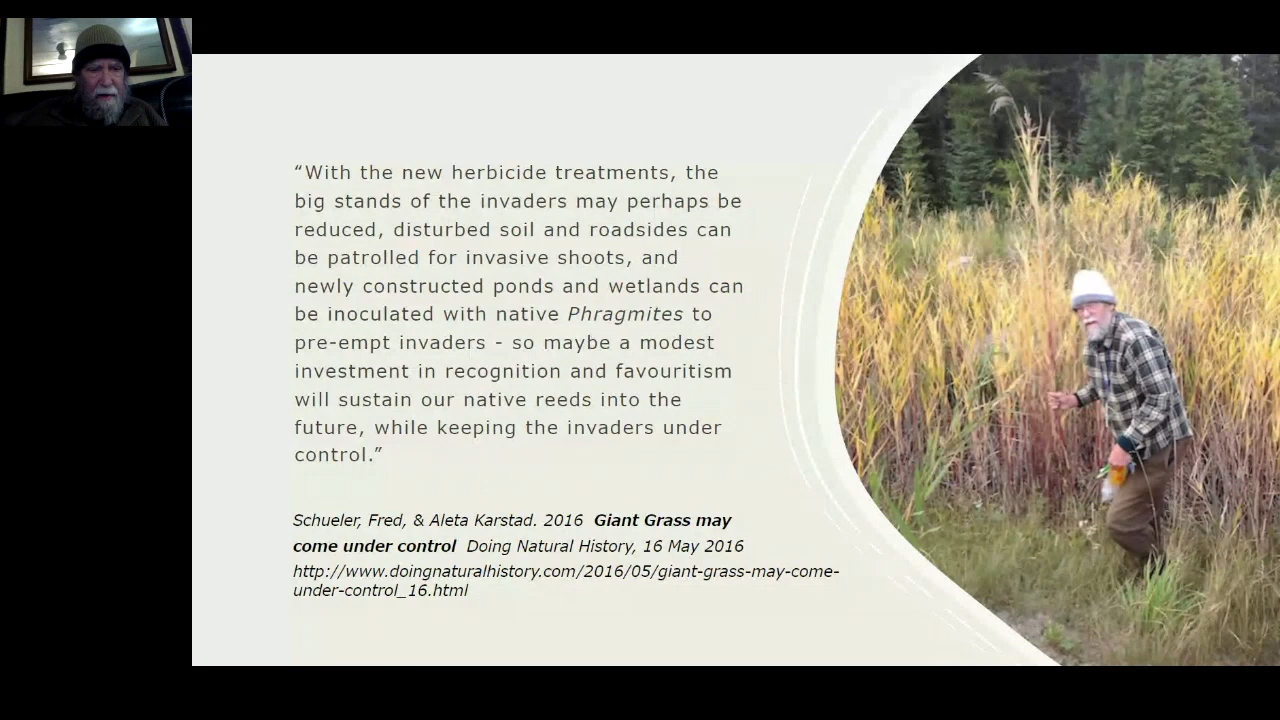 “With the new herbicide treatments, the
big stands of the invaders may perhaps be
reduced, disturbed soil and roadsides can
be patrolled for invasive shoots, and
newly constructed ponds and wetlands can
be inoculated with native Phragmites to
pre-empt invaders - so maybe a modest
investment in recognition and favouritism
will sustain our native reeds into the
future, while keeping the invaders under
control.”
Schueler, Fred, & Aleta Karstad. 2016 Giant Grass may
come under control Doing Natural History, 16 May 2016
http://www.doingnaturalhistory.com/2016/05/giant-grass-may-come-
under-control_16.html